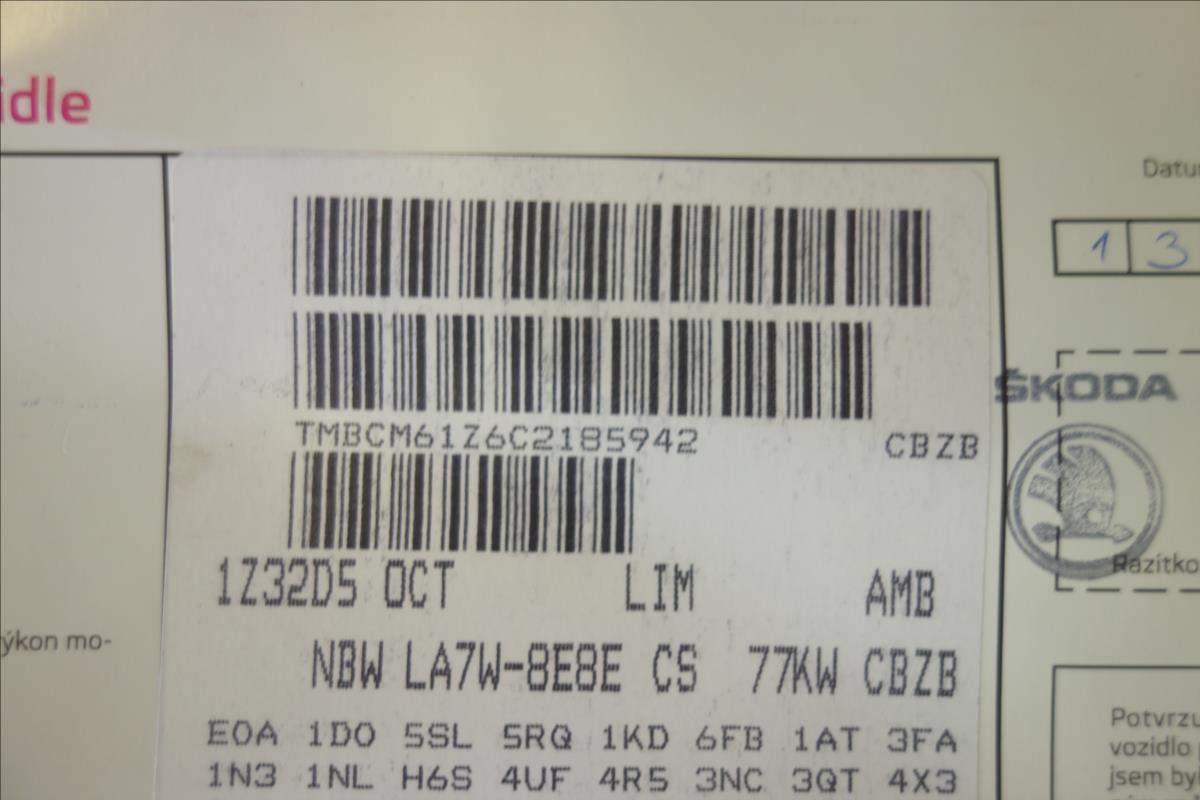 idle
Datu
1 3
TMBCM61Z6C2185942 CBZB
ŠKODA
1Z32D5 OCT LIM AMB
Razítko
ýkon mo-
NBW LA7W-8E8E CS 77KW CBZB
E0A 1D0 5SL 5RQ 1KD 6FB 1AT 3FA
1N3 1NL H6S 4UF 4R5 3NC 3QT 4X3
Potvrzu
vozidlo
jsem by